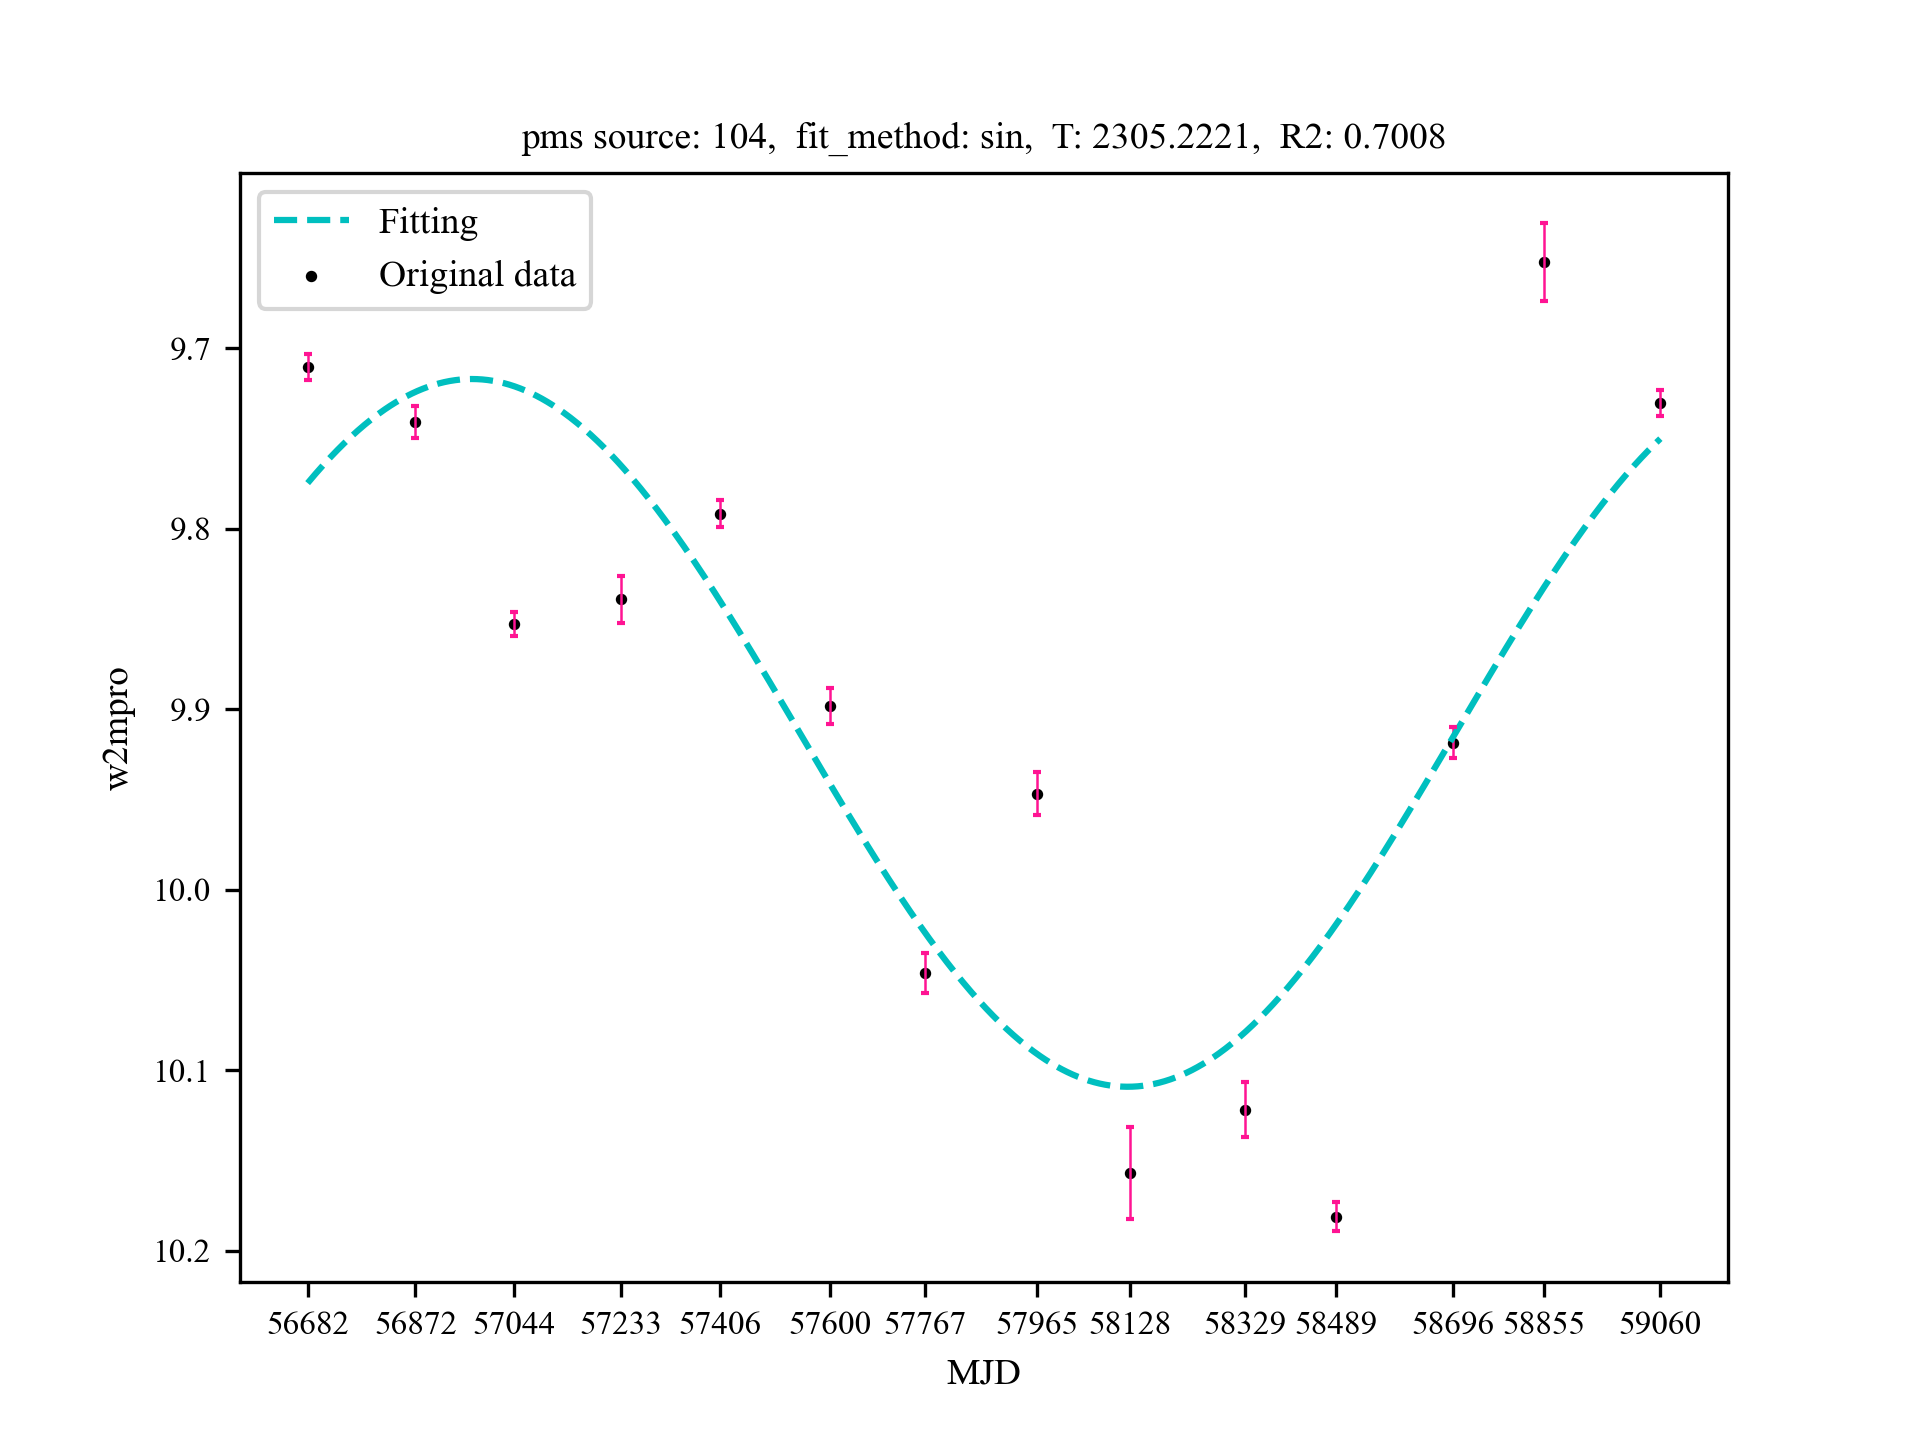 pms source: 104,  fit_method: sin,  T: 2305.2221,  R2: 0.7008
Fitting
Original data
9.7
9.8
9.9
10.0
10.1
10.2
w2mpro
56682 56872 57044 57233 57406 57600 57767 57965 58128 58329 58489 58696 58855 59060
MJD